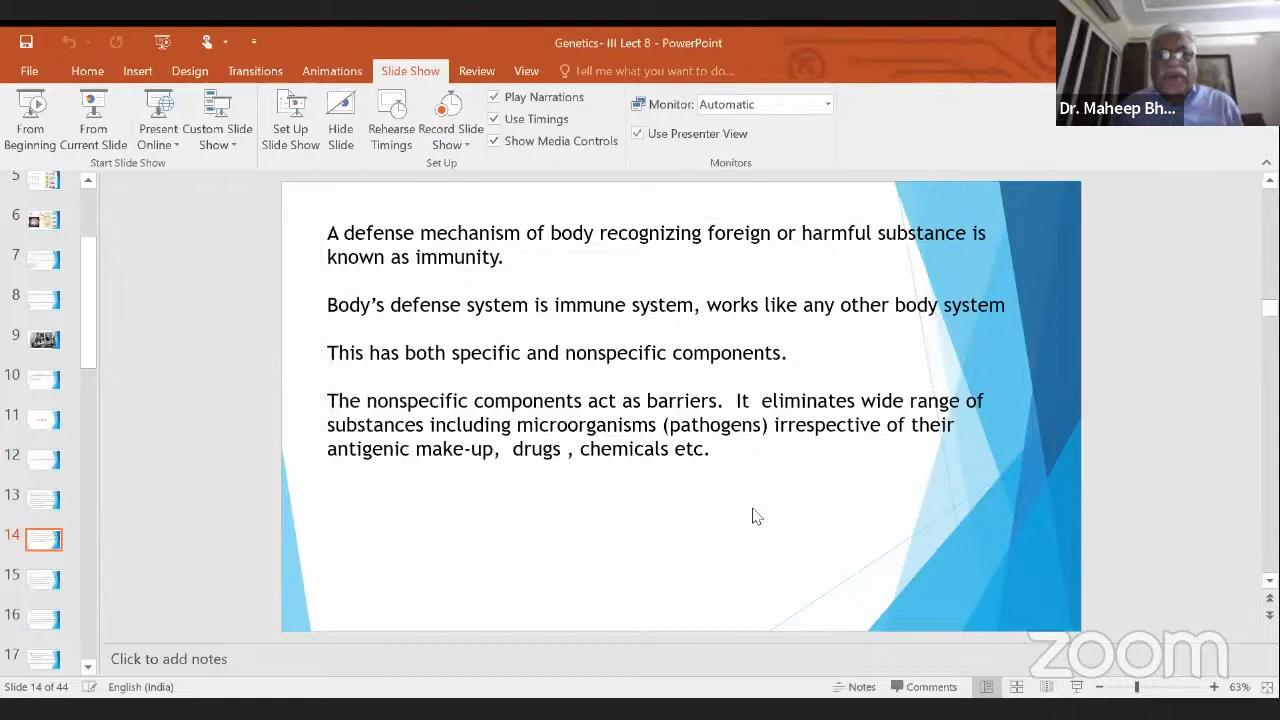 Genetics- III Lect 8 - PowerPoint
File Home Insert Design Transitions Animations Slide Show Review View Tell me what you want to do...
Dr. Maheep Bh...
From Beginning
From Current Slide
Present Online
Custom Slide Show
Start Slide Show
Set Up Slide Show
Hide Slide
Rehearse Timings
Record Slide Show
Play Narrations
Use Timings
Show Media Controls
Set Up
Monitor: Automatic
Use Presenter View
Monitors
5
6
7
8
9
10
11
12
13
14
15
16
17
A defense mechanism of body recognizing foreign or harmful substance is
known as immunity.
Body’s defense system is immune system, works like any other body system
This has both specific and nonspecific components.
The nonspecific components act as barriers.  It  eliminates wide range of
substances including microorganisms (pathogens) irrespective of their
antigenic make-up,  drugs , chemicals etc.
zoom
Click to add notes
Slide 14 of 44 English (India) Notes Comments 63%